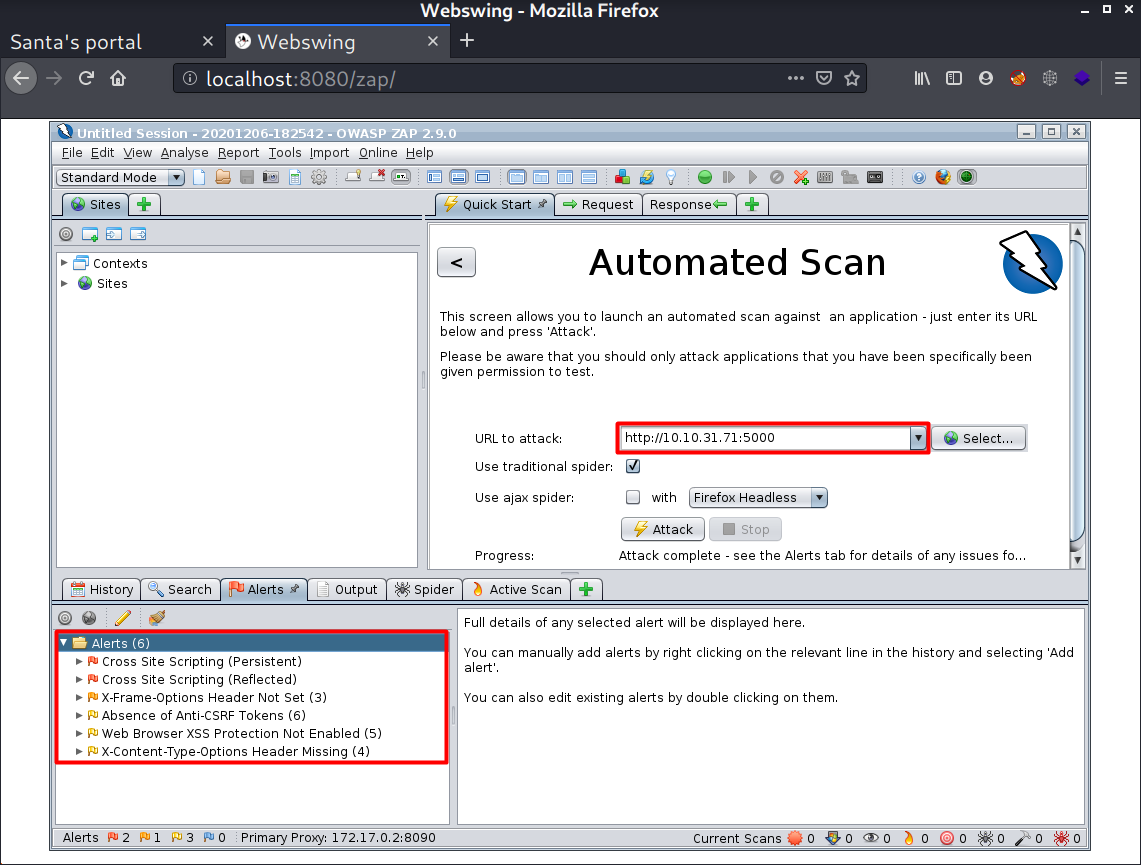 Webswing - Mozilla Firefox
Santa's portal
Webswing
localhost:8080/zap/
Untitled Session - 20201206-182542 - OWASP ZAP 2.9.0
File Edit View Analyse Report Tools Import Online Help
Standard Mode
Sites
Quick Start
Request
Response
<
Automated Scan
Contexts
Sites
This screen allows you to launch an automated scan against an application - just enter its URL
below and press 'Attack'.
Please be aware that you should only attack applications that you have been specifically been
given permission to test.
URL to attack:
http://10.10.31.71:5000
Select...
Use traditional spider:
Use ajax spider:
with
Firefox Headless
Attack
Stop
Progress:
Attack complete - see the Alerts tab for details of any issues fo...
History
Search
Alerts
Output
Spider
Active Scan
Alerts (6)
Cross Site Scripting (Persistent)
Cross Site Scripting (Reflected)
X-Frame-Options Header Not Set (3)
Absence of Anti-CSRF Tokens (6)
Web Browser XSS Protection Not Enabled (5)
X-Content-Type-Options Header Missing (4)
Full details of any selected alert will be displayed here.
You can manually add alerts by right clicking on the relevant line in the history and selecting 'Add
alert'.
You can also edit existing alerts by double clicking on them.
Alerts 2 1 3 0 Primary Proxy: 172.17.0.2:8090
Current Scans 0 0 0 0 0 0 0 0